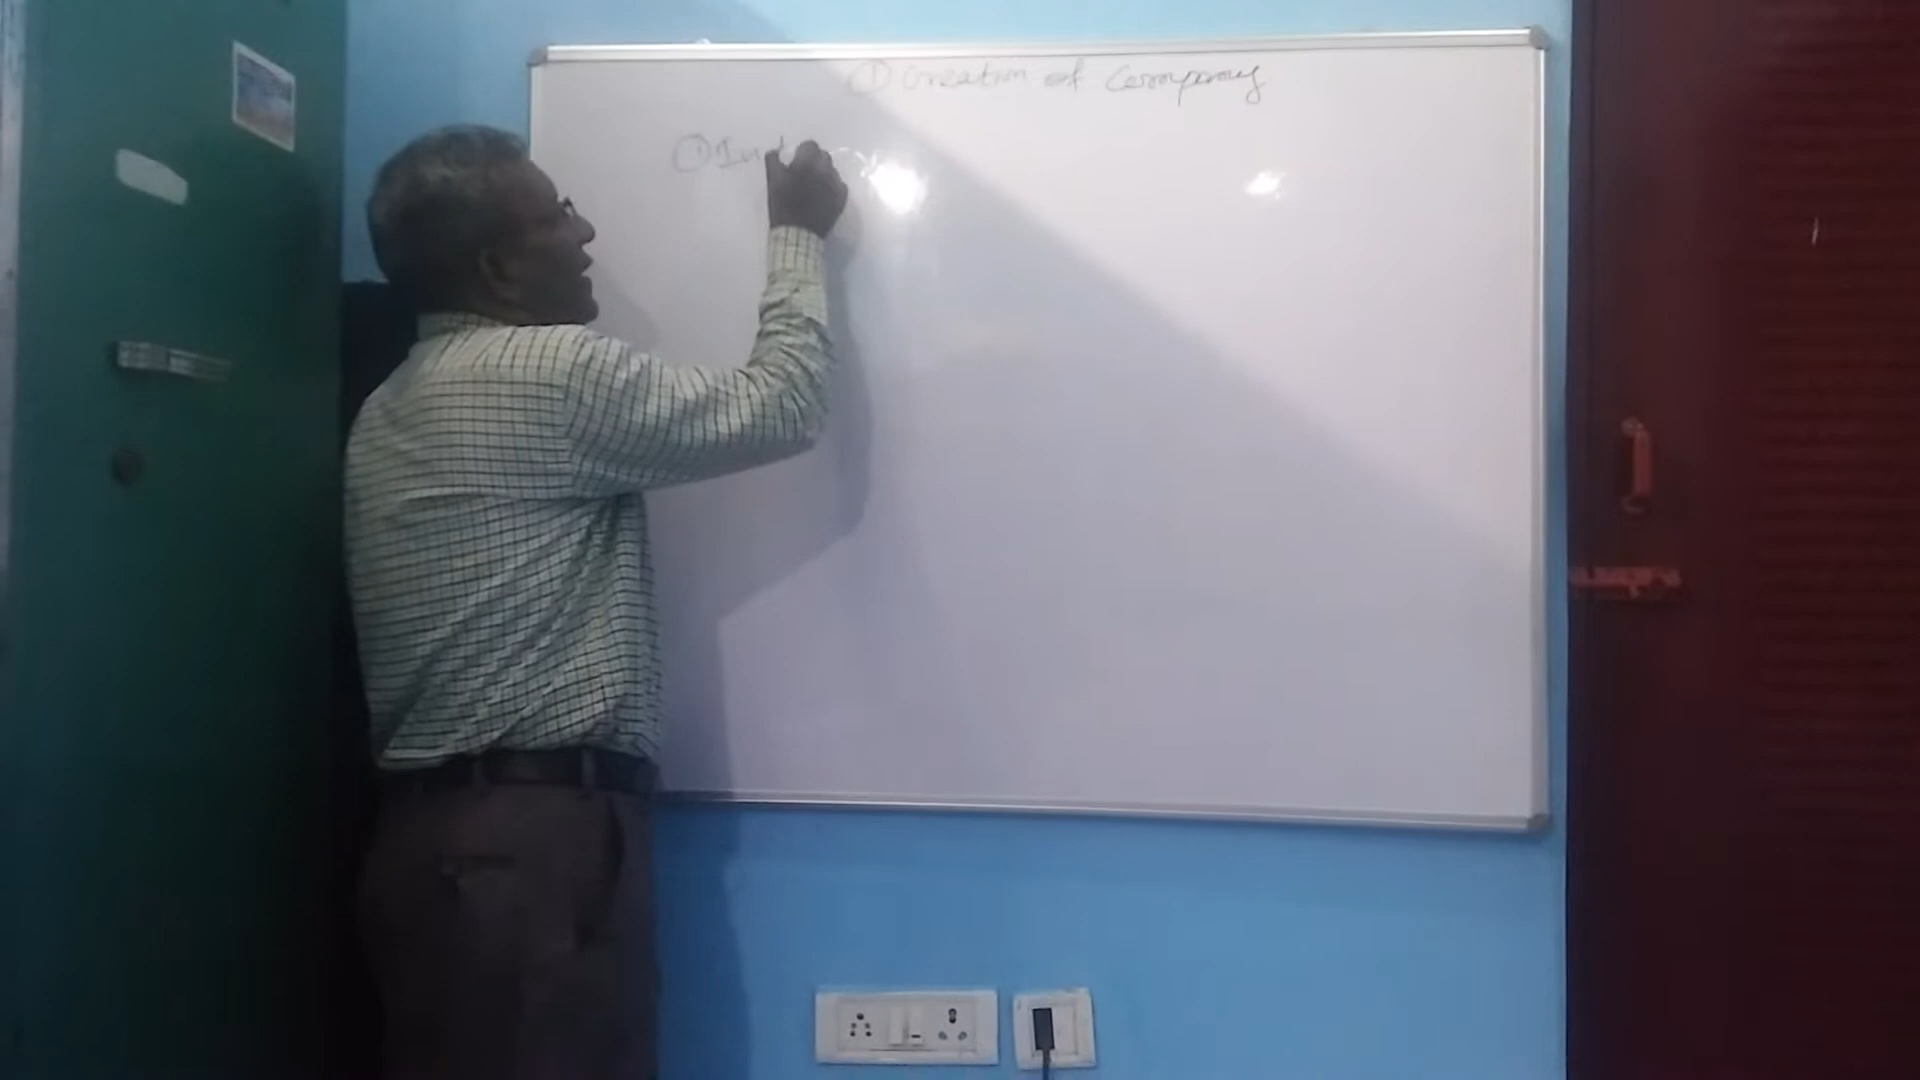 ① Creation of Company
① Ind